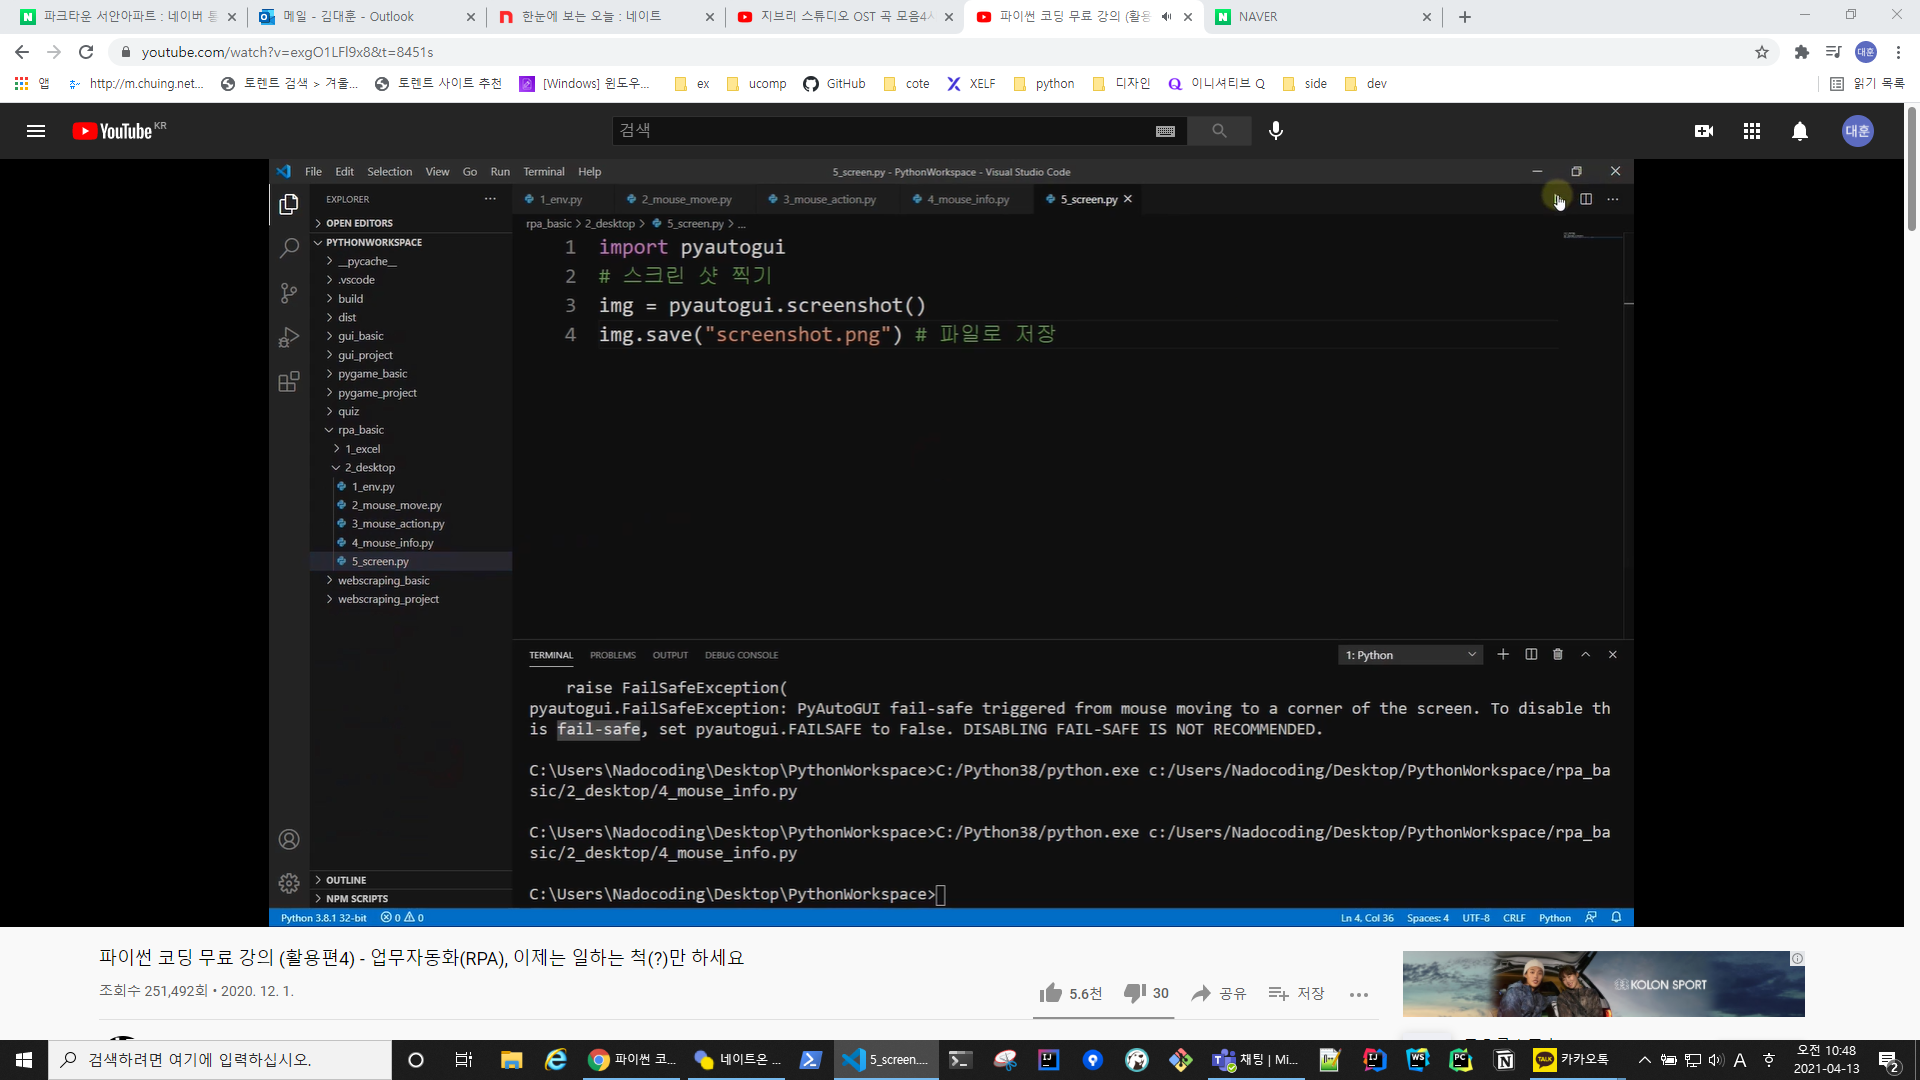 파크타운 서안아파트 : 네이버 통
메일 - 김대훈 - Outlook
한눈에 보는 오늘 : 네이트
지브리 스튜디오 OST 곡 모음4시
파이썬 코딩 무료 강의 (활용
NAVER
youtube.com/watch?v=exgO1LFl9x8&t=8451s
대훈
앱
http://m.chuing.net...
토렌트 검색 > 겨울...
토렌트 사이트 추천
[Windows] 윈도우...
ex
ucomp
GitHub
cote
XELF
python
디자인
이니셔티브 Q
side
dev
읽기 목록
YouTube KR
검색
대훈
File Edit Selection View Go Run Terminal Help
5_screen.py - PythonWorkspace - Visual Studio Code
EXPLORER
1_env.py
2_mouse_move.py
3_mouse_action.py
4_mouse_info.py
5_screen.py
rpa_basic > 2_desktop > 5_screen.py > ...
OPEN EDITORS
PYTHONWORKSPACE
__pycache__
.vscode
build
dist
gui_basic
gui_project
pygame_basic
pygame_project
quiz
rpa_basic
1_excel
2_desktop
1_env.py
2_mouse_move.py
3_mouse_action.py
4_mouse_info.py
5_screen.py
webscraping_basic
webscraping_project
OUTLINE
NPM SCRIPTS
1 import pyautogui
2 # 스크린 샷 찍기
3 img = pyautogui.screenshot()
4 img.save("screenshot.png") # 파일로 저장
TERMINAL PROBLEMS OUTPUT DEBUG CONSOLE
1: Python
raise FailSafeException(
pyautogui.FailSafeException: PyAutoGUI fail-safe triggered from mouse moving to a corner of the screen. To disable th
is fail-safe, set pyautogui.FAILSAFE to False. DISABLING FAIL-SAFE IS NOT RECOMMENDED.
C:\Users\Nadocoding\Desktop\PythonWorkspace>C:/Python38/python.exe c:/Users/Nadocoding/Desktop/PythonWorkspace/rpa_ba
sic/2_desktop/4_mouse_info.py
C:\Users\Nadocoding\Desktop\PythonWorkspace>C:/Python38/python.exe c:/Users/Nadocoding/Desktop/PythonWorkspace/rpa_ba
sic/2_desktop/4_mouse_info.py
C:\Users\Nadocoding\Desktop\PythonWorkspace>
Python 3.8.1 32-bit
0 0
Ln 4, Col 36
Spaces: 4
UTF-8
CRLF
Python
파이썬 코딩 무료 강의 (활용편4) - 업무자동화(RPA), 이제는 일하는 척(?)만 하세요
조회수 251,492회 • 2020. 12. 1.
5.6천
30
공유
저장
KOLON SPORT
검색하려면 여기에 입력하십시오.
파이썬 코...
네이트온 ...
5_screen....
채팅 | Mi...
카카오톡
A
오전 10:48
2021-04-13
2